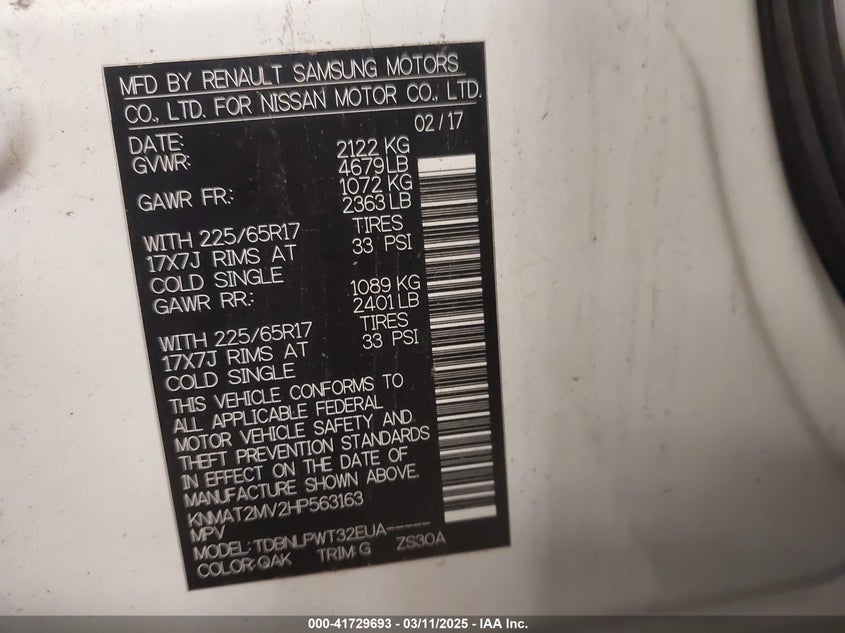 MFD BY RENAULT SAMSUNG MOTORS
CO., LTD. FOR NISSAN MOTOR CO., LTD.
DATE: 02/17
GVWR: 2122 KG
4679 LB
GAWR FR: 1072 KG
2363 LB
WITH 225/65R17 TIRES
17X7J RIMS AT 33 PSI
COLD SINGLE
GAWR RR: 1089 KG
2401 LB
WITH 225/65R17 TIRES
17X7J RIMS AT 33 PSI
COLD SINGLE
THIS VEHICLE CONFORMS TO
ALL APPLICABLE FEDERAL
MOTOR VEHICLE SAFETY AND
THEFT PREVENTION STANDARDS
IN EFFECT ON THE DATE OF
MANUFACTURE SHOWN ABOVE.
KNMAT2MV2HP563163
MPV
MODEL: TDBNLPWT32EUA-----
COLOR: QAK TRIM: G ZS30A
000-41729693 - 03/11/2025 - IAA Inc.